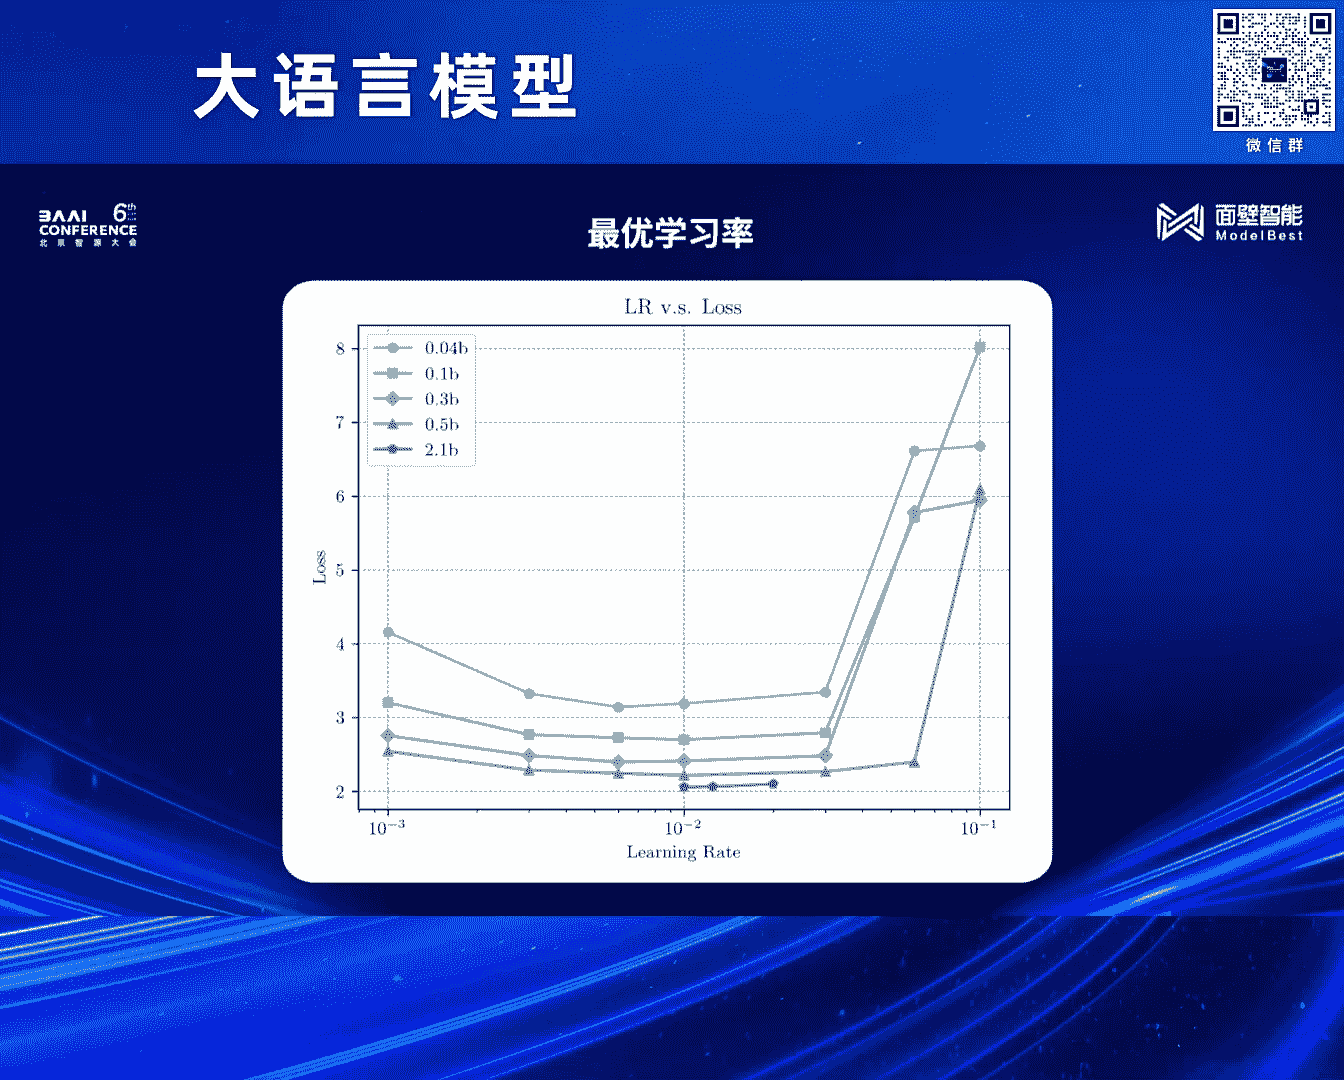 大语言模型
微信群
BAAI 6th
CONFERENCE
北京智源大会
最优学习率
面壁智能
ModelBest
LR v.s. Loss
0.04b
0.1b
0.3b
0.5b
2.1b
8
7
6
5
4
3
2
Loss
10⁻³ 10⁻² 10⁻¹
Learning Rate